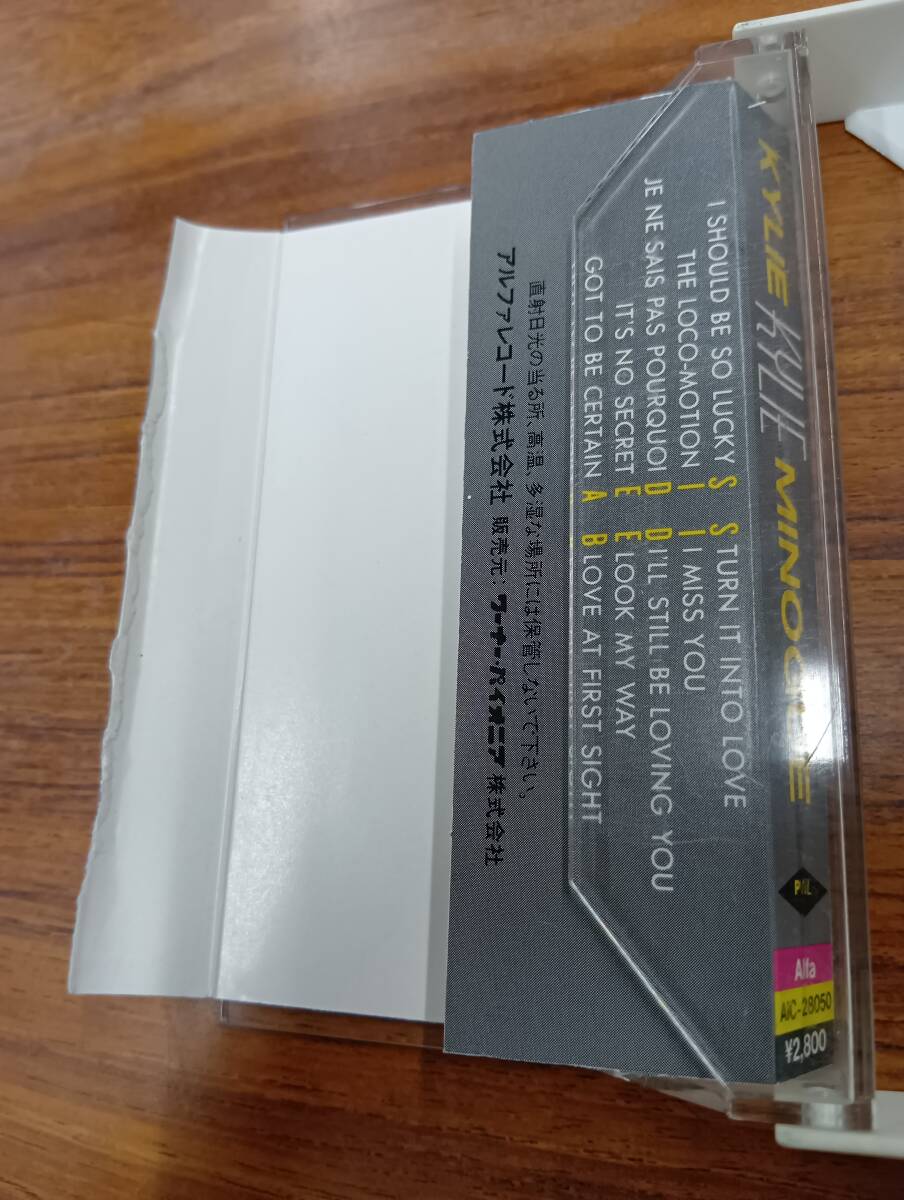 KYLIE KYLIE MINOGUE
PWL
Alfa
AIC-28050
¥2,800
SIDE A
I SHOULD BE SO LUCKY
THE LOCO-MOTION
JE NE SAIS PAS POURQUOI
IT'S NO SECRET
GOT TO BE CERTAIN
SIDE B
TURN IT INTO LOVE
I MISS YOU
I'LL STILL BE LOVING YOU
LOOK MY WAY
LOVE AT FIRST SIGHT
直射日光の当る所、高温、多湿な場所には保管しないで下さい。
アルファレコード株式会社 販売元:ワーナー・パイオニア株式会社